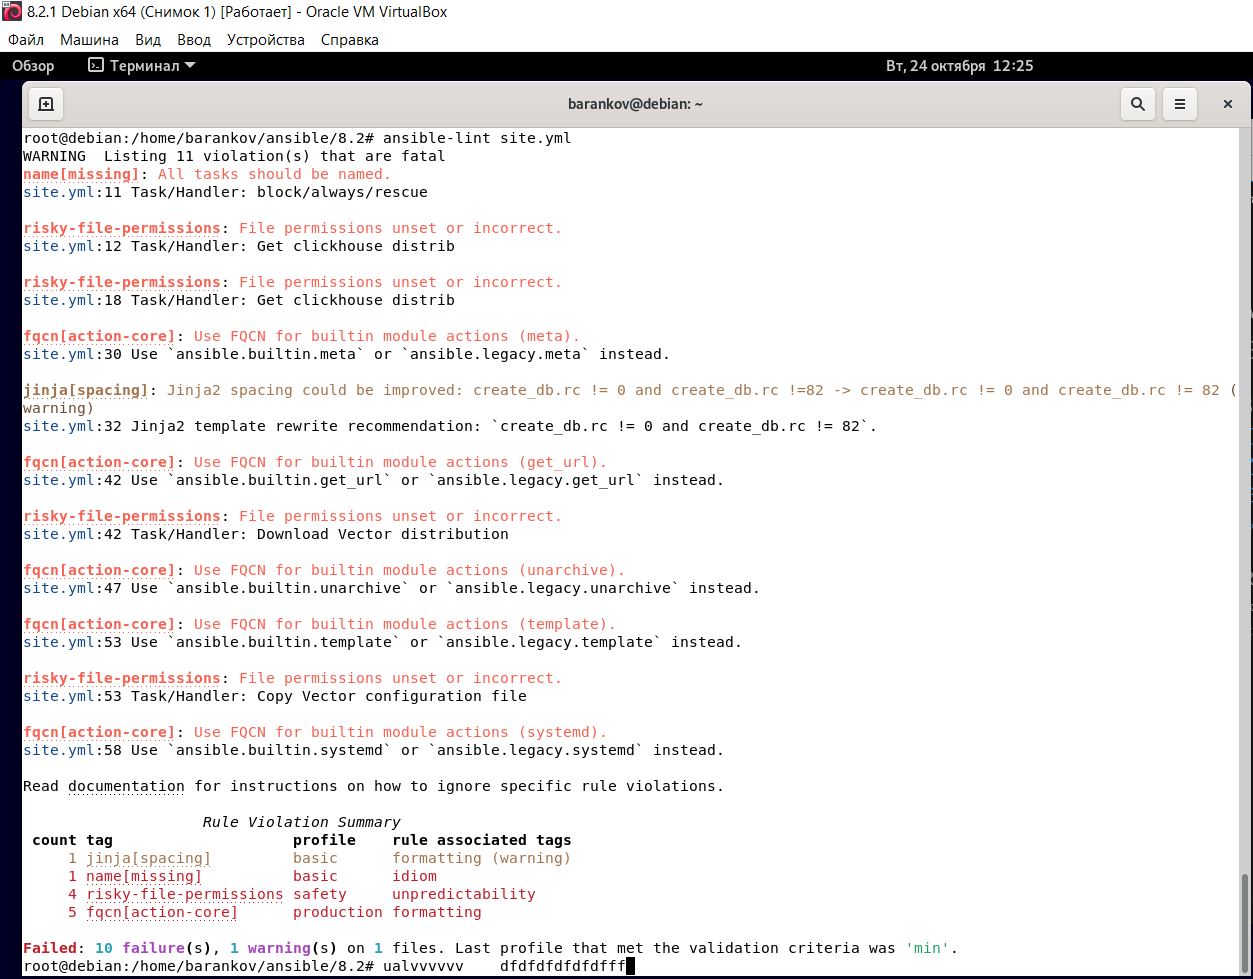 8.2.1 Debian x64 (Снимок 1) [Работает] - Oracle VM VirtualBox
Файл Машина Вид Ввод Устройства Справка
Обзор Терминал Вт, 24 октября 12:25
barankov@debian: ~
root@debian:/home/barankov/ansible/8.2# ansible-lint site.yml
WARNING  Listing 11 violation(s) that are fatal
name[missing]: All tasks should be named.
site.yml:11 Task/Handler: block/always/rescue
risky-file-permissions: File permissions unset or incorrect.
site.yml:12 Task/Handler: Get clickhouse distrib
risky-file-permissions: File permissions unset or incorrect.
site.yml:18 Task/Handler: Get clickhouse distrib
fqcn[action-core]: Use FQCN for builtin module actions (meta).
site.yml:30 Use `ansible.builtin.meta` or `ansible.legacy.meta` instead.
jinja[spacing]: Jinja2 spacing could be improved: create_db.rc != 0 and create_db.rc !=82 -> create_db.rc != 0 and create_db.rc != 82 (
warning)
site.yml:32 Jinja2 template rewrite recommendation: `create_db.rc != 0 and create_db.rc != 82`.
fqcn[action-core]: Use FQCN for builtin module actions (get_url).
site.yml:42 Use `ansible.builtin.get_url` or `ansible.legacy.get_url` instead.
risky-file-permissions: File permissions unset or incorrect.
site.yml:42 Task/Handler: Download Vector distribution
fqcn[action-core]: Use FQCN for builtin module actions (unarchive).
site.yml:47 Use `ansible.builtin.unarchive` or `ansible.legacy.unarchive` instead.
fqcn[action-core]: Use FQCN for builtin module actions (template).
site.yml:53 Use `ansible.builtin.template` or `ansible.legacy.template` instead.
risky-file-permissions: File permissions unset or incorrect.
site.yml:53 Task/Handler: Copy Vector configuration file
fqcn[action-core]: Use FQCN for builtin module actions (systemd).
site.yml:58 Use `ansible.builtin.systemd` or `ansible.legacy.systemd` instead.
Read documentation for instructions on how to ignore specific rule violations.
Rule Violation Summary
count tag profile rule associated tags
1 jinja[spacing] basic formatting (warning)
1 name[missing] basic idiom
4 risky-file-permissions safety unpredictability
5 fqcn[action-core] production formatting
Failed: 10 failure(s), 1 warning(s) on 1 files. Last profile that met the validation criteria was 'min'.
root@debian:/home/barankov/ansible/8.2# ualvvvvvv    dfdfdfdfdfdfff